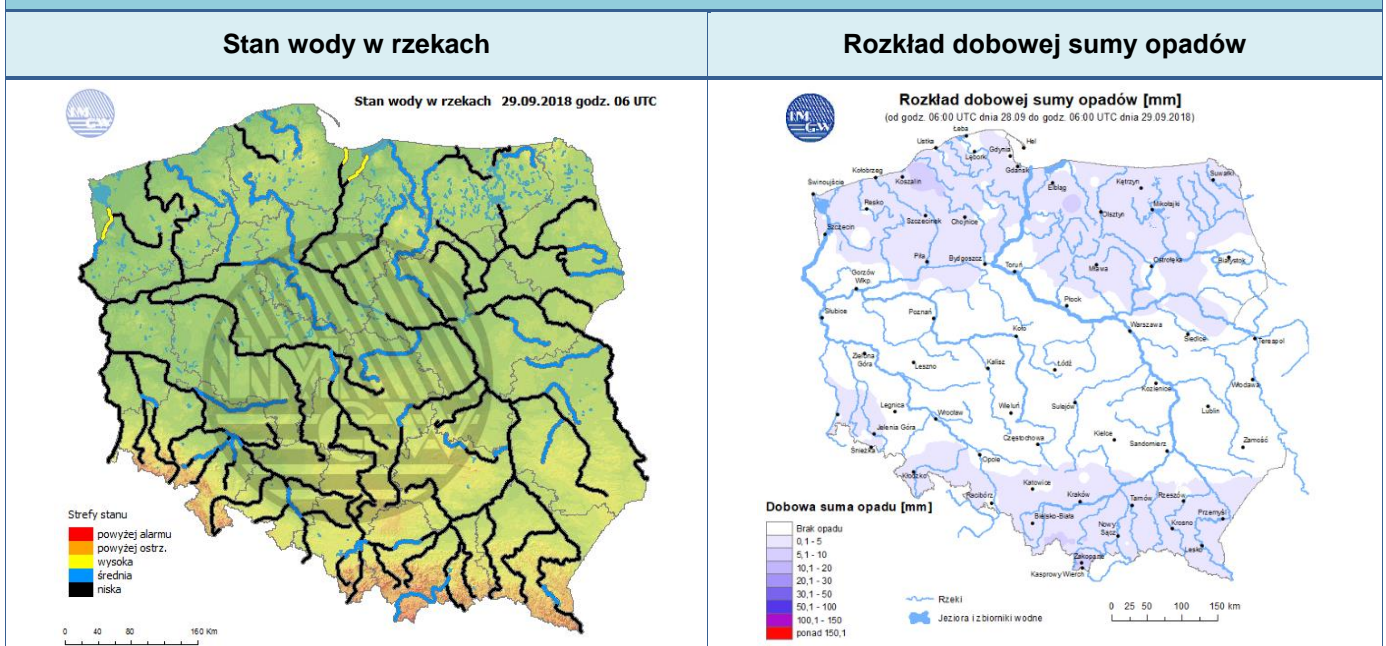 Stan wody w rzekach
Rozkład dobowej sumy opadów
IM
G-W
Stan wody w rzekach 29.09.2018 godz. 06 UTC
Strefy stanu
powyżej alarmu
powyżej ostrz.
wysoka
średnia
niska
0 40 80 160 Km
IM
G-W
Rozkład dobowej sumy opadów [mm]
(od godz. 06:00 UTC dnia 28.09 do godz. 06:00 UTC dnia 29.09.2018)
Łeba
Ustka
Hel
Lębork
Gdynia
Gdańsk
Kołobrzeg
Koszalin
Elbląg
Kętrzyn
Suwałki
Świnoujście
Resko
Szczecinek
Chojnice
Olsztyn
Mikołajki
Szczecin
Piła
Bydgoszcz
Toruń
Mława
Ostrołęka
Białystok
Gorzów
Wlkp.
Płock
Słubice
Poznań
Koło
Warszawa
Siedlce
Terespol
Zielona
Góra
Leszno
Kalisz
Łódź
Kozienice
Włodawa
Legnica
Wrocław
Wieluń
Sulejów
Lublin
Jelenia Góra
Śnieżka
Częstochowa
Kielce
Sandomierz
Zamość
Kłodzko
Opole
Racibórz
Katowice
Kraków
Tarnów
Rzeszów
Przemyśl
Bielsko-Biała
Nowy
Sącz
Krosno
Lesko
Zakopane
Kasprowy Wierch
Dobowa suma opadu [mm]
Brak opadu
0,1 - 5
5,1 - 10
10,1 - 20
20,1 - 30
30,1 - 50
50,1 - 100
100,1 - 150
ponad 150,1
Rzeki
Jeziora i zbiorniki wodne
0 25 50 100 150 km